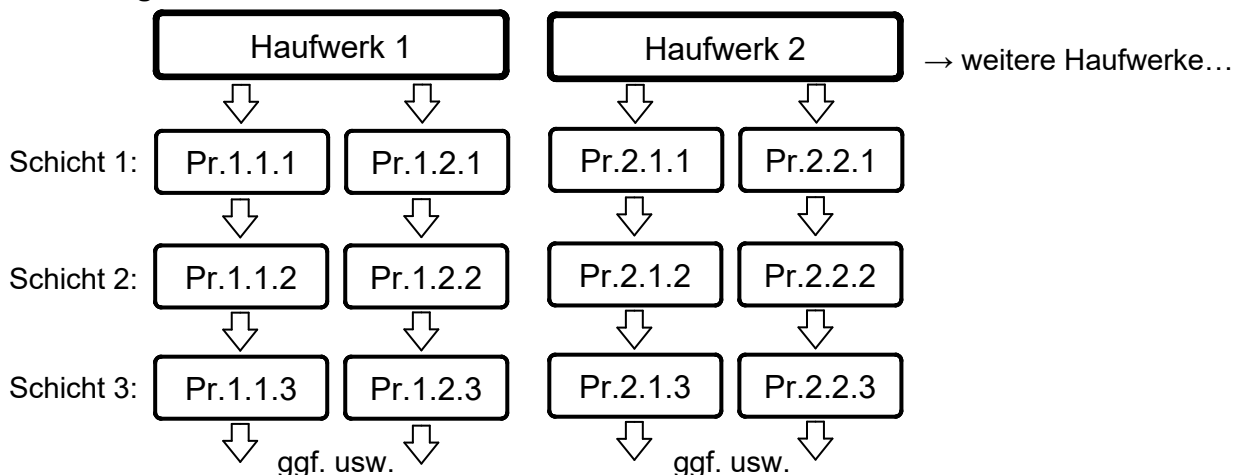 Haufwerk 1 Haufwerk 2 → weitere Haufwerke…
Schicht 1: Pr.1.1.1 Pr.1.2.1 Pr.2.1.1 Pr.2.2.1
Schicht 2: Pr.1.1.2 Pr.1.2.2 Pr.2.1.2 Pr.2.2.2
Schicht 3: Pr.1.1.3 Pr.1.2.3 Pr.2.1.3 Pr.2.2.3
ggf. usw. ggf. usw.